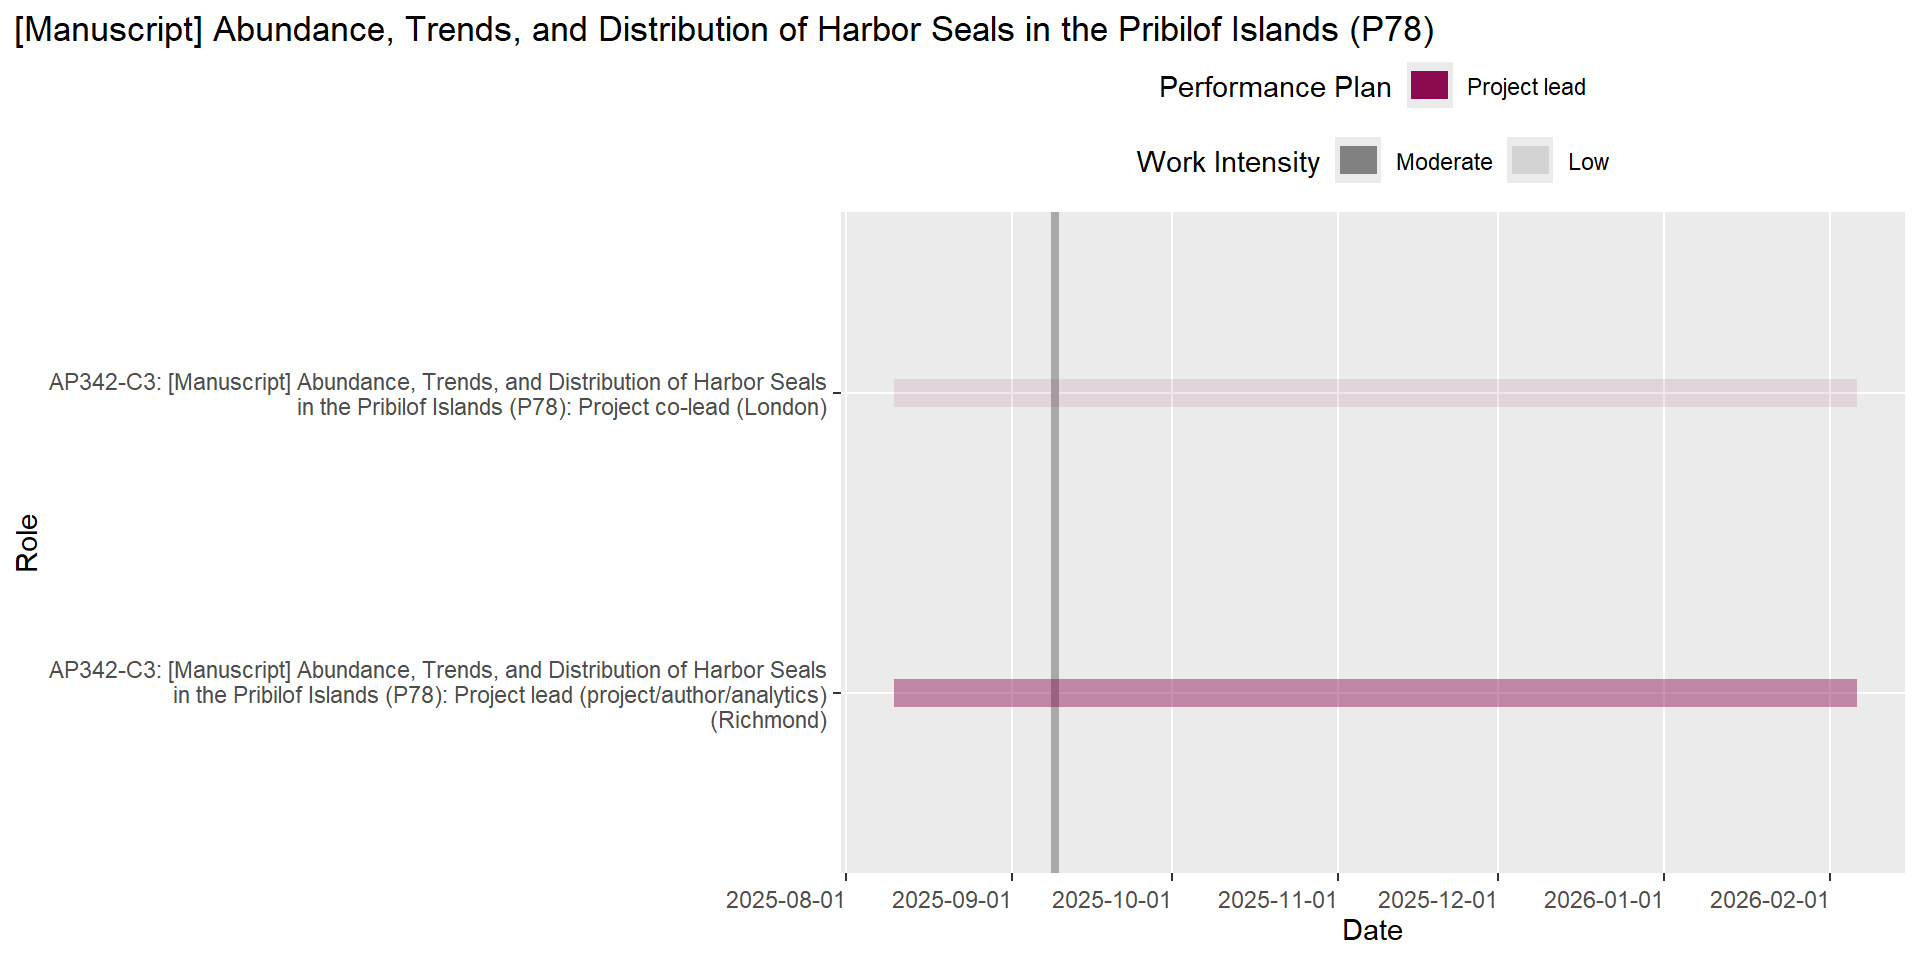 [Manuscript] Abundance, Trends, and Distribution of Harbor Seals in the Pribilof Islands (P78)
Performance Plan Project lead
Work Intensity Moderate Low
AP342-C3: [Manuscript] Abundance, Trends, and Distribution of Harbor Seals
in the Pribilof Islands (P78): Project co-lead (London)
Role
AP342-C3: [Manuscript] Abundance, Trends, and Distribution of Harbor Seals
in the Pribilof Islands (P78): Project lead (project/author/analytics)
(Richmond)
2025-08-01 2025-09-01 2025-10-01 2025-11-01 2025-12-01 2026-01-01 2026-02-01
Date